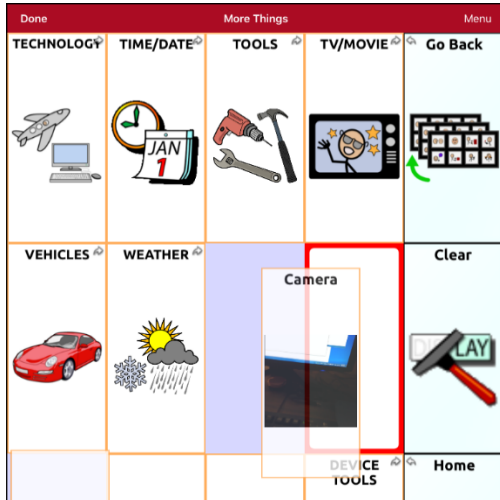 Done More Things Menu
TECHNOLOGY TIME/DATE TOOLS TV/MOVIE Go Back
JAN
1
VEHICLES WEATHER Camera Clear
DISPLAY
DEVICE
TOOLS
Home